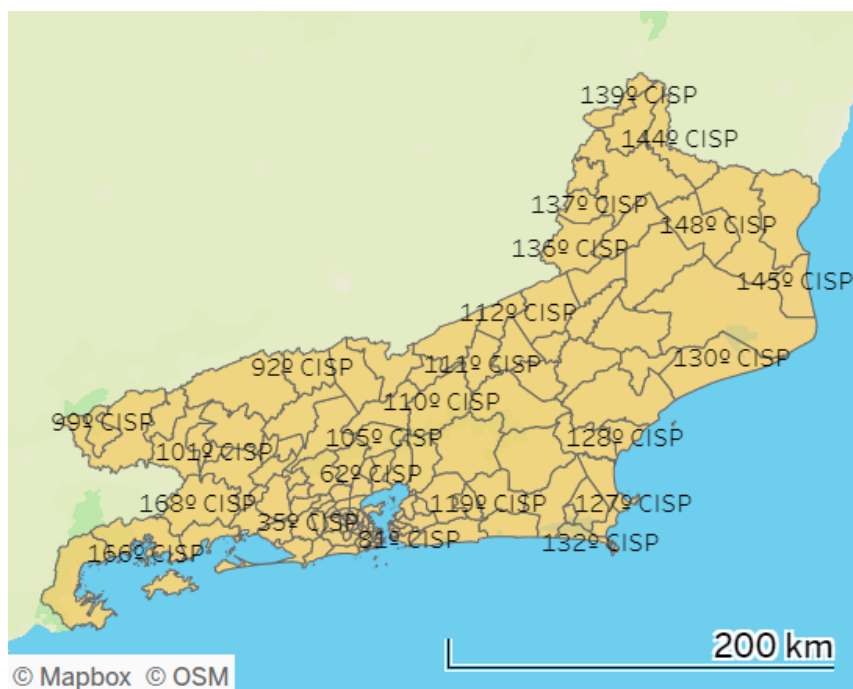 139º CISP
144º CISP
137º CISP
148º CISP
136º CISP
145º CISP
112º CISP
92º CISP
111º CISP
130º CISP
110º CISP
99º CISP
105º CISP
128º CISP
101º CISP
62º CISP
168º CISP
119º CISP
127º CISP
35º CISP
81º CISP
132º CISP
166º CISP
200 km
© Mapbox © OSM